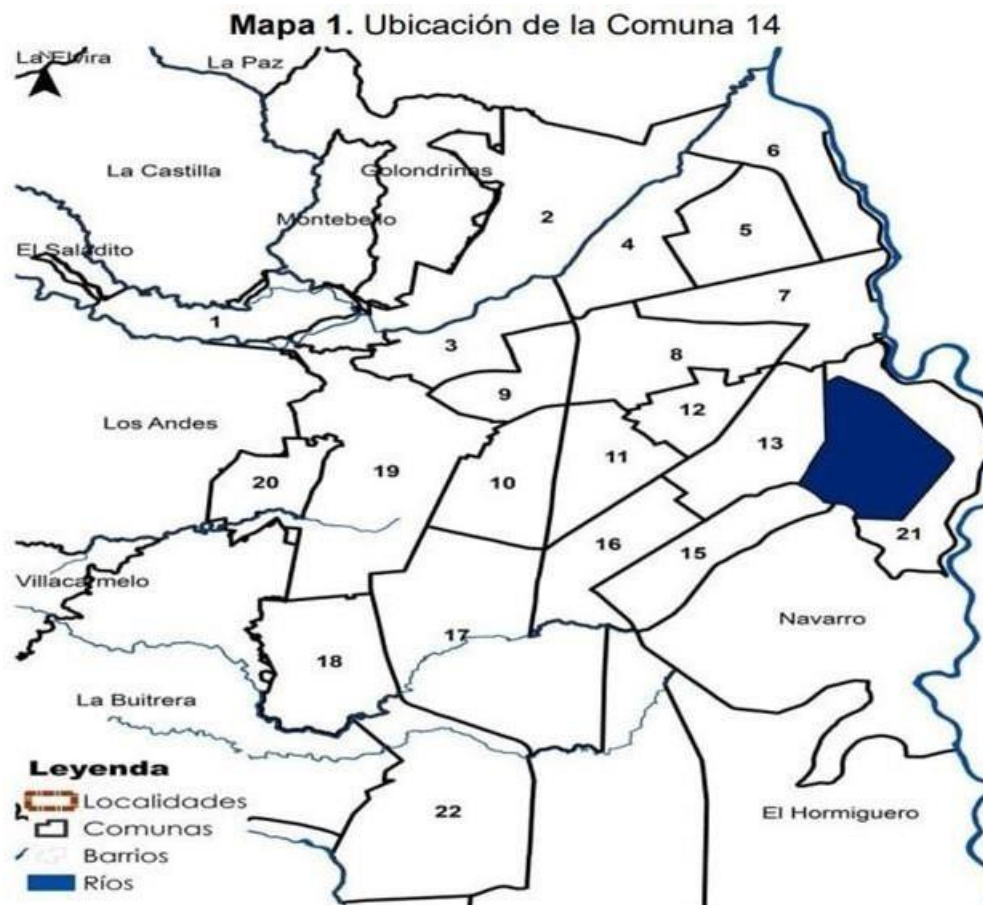 Mapa 1. Ubicación de la Comuna 14
La Elvira
N
La Paz
6
La Castilla
Golondrinas
2
Montebello
5
4
El Saladito
7
1
3
8
9
12
Los Andes
13
11
19
20
10
21
16
15
Villacarmelo
Navarro
17
18
La Buitrera
Leyenda
Localidades
22
El Hormiguero
Comunas
Barrios
Ríos